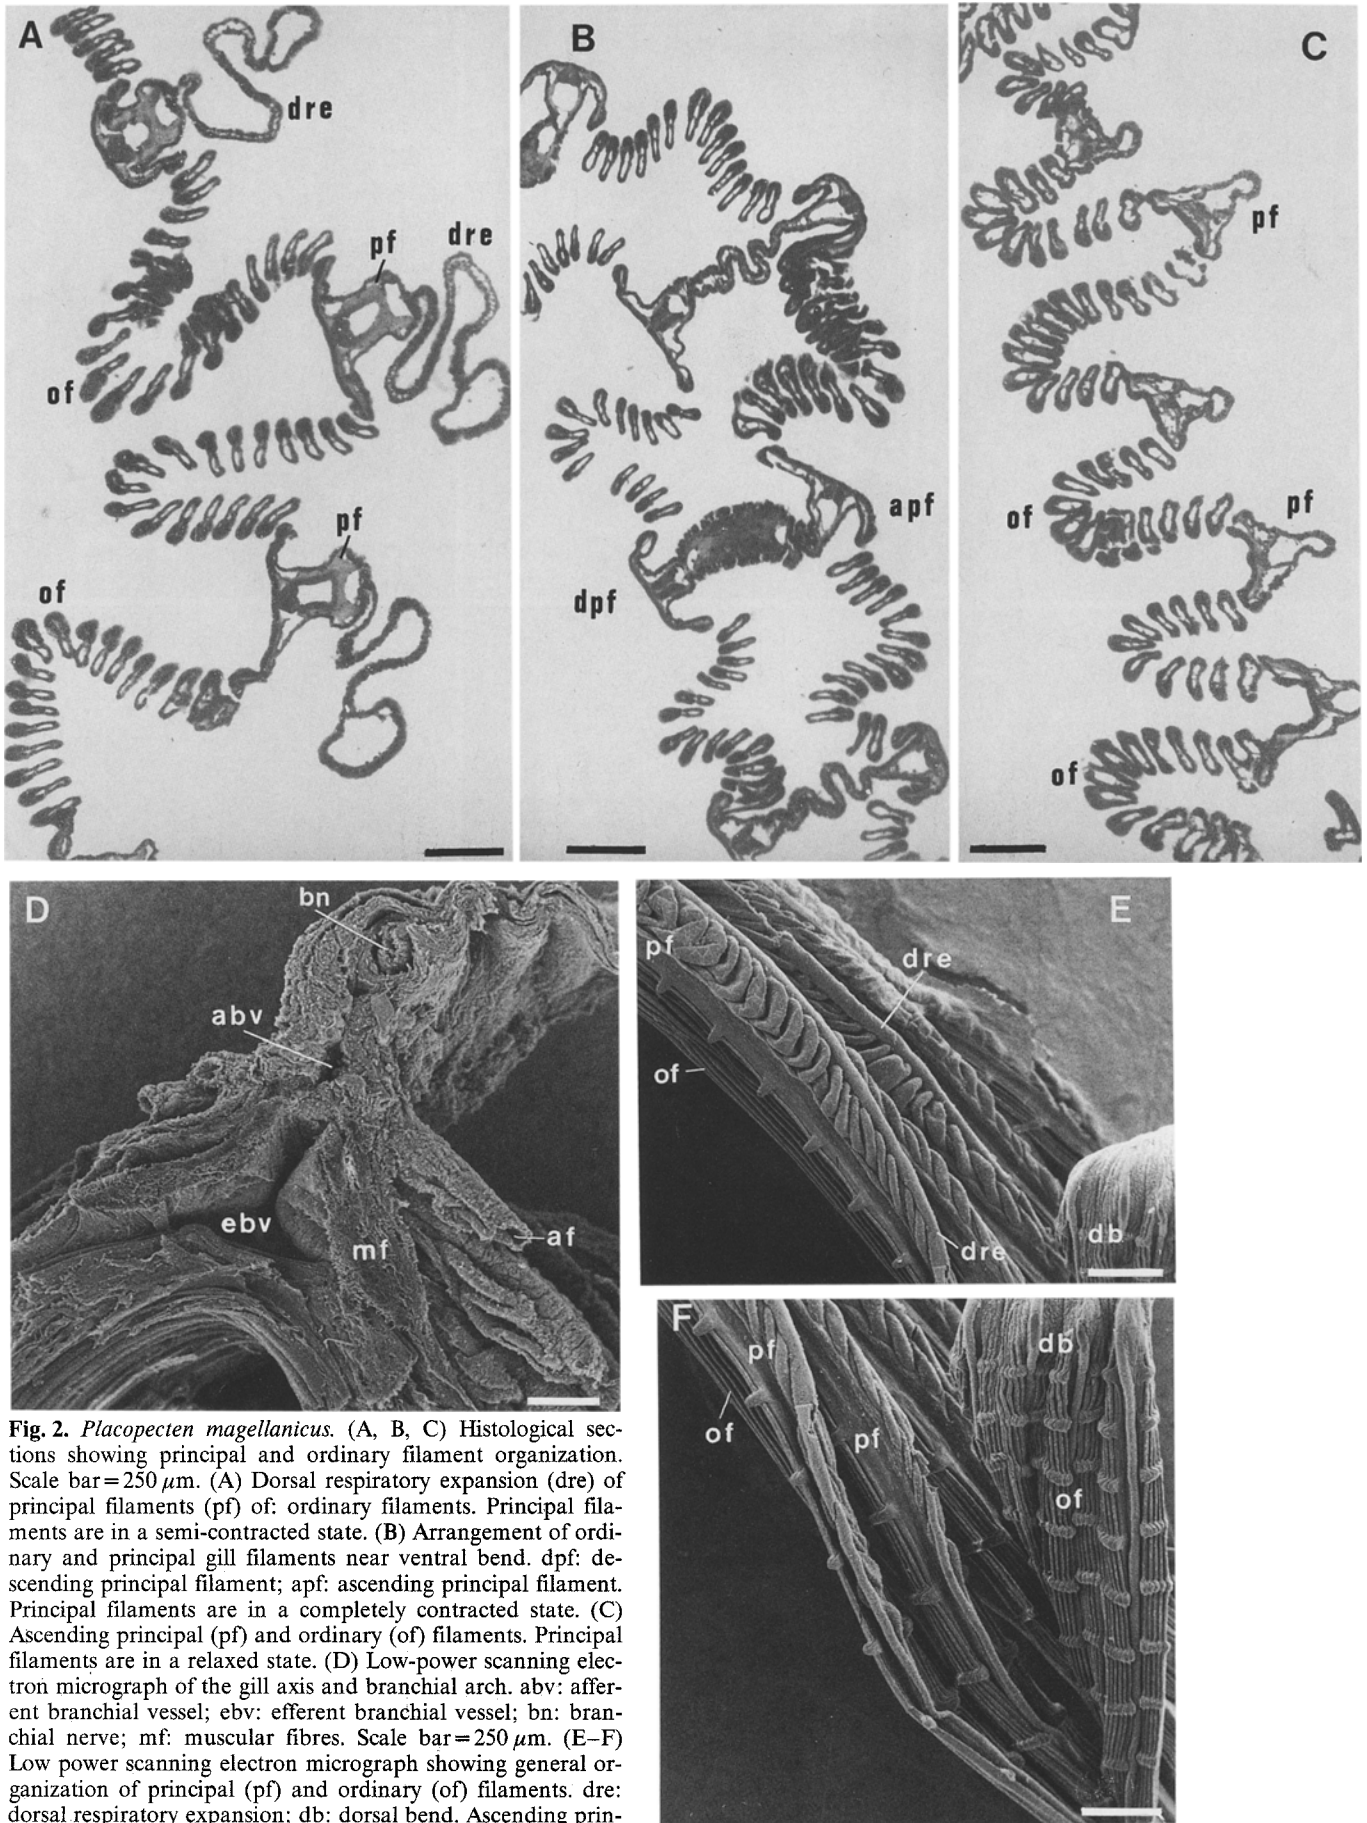 A
dre
pf
dre
of
pf
of
B
apf
dpf
C
pf
of
pf
of
D
bn
abv
ebv
mf
af
E
pf
dre
of
dre
db
F
pf
db
of
pf
of
Fig. 2. Placopecten magellanicus. (A, B, C) Histological sec-
tions showing principal and ordinary filament organization.
Scale bar=250 μm. (A) Dorsal respiratory expansion (dre) of
principal filaments (pf) of: ordinary filaments. Principal fila-
ments are in a semi-contracted state. (B) Arrangement of ordi-
nary and principal gill filaments near ventral bend. dpf: de-
scending principal filament; apf: ascending principal filament.
Principal filaments are in a completely contracted state. (C)
Ascending principal (pf) and ordinary (of) filaments. Principal
filaments are in a relaxed state. (D) Low-power scanning elec-
tron micrograph of the gill axis and branchial arch. abv: affer-
ent branchial vessel; ebv: efferent branchial vessel; bn: bran-
chial nerve; mf: muscular fibres. Scale bar=250 μm. (E–F)
Low power scanning electron micrograph showing general or-
ganization of principal (pf) and ordinary (of) filaments. dre:
dorsal respiratory expansion; db: dorsal bend. Ascending prin-